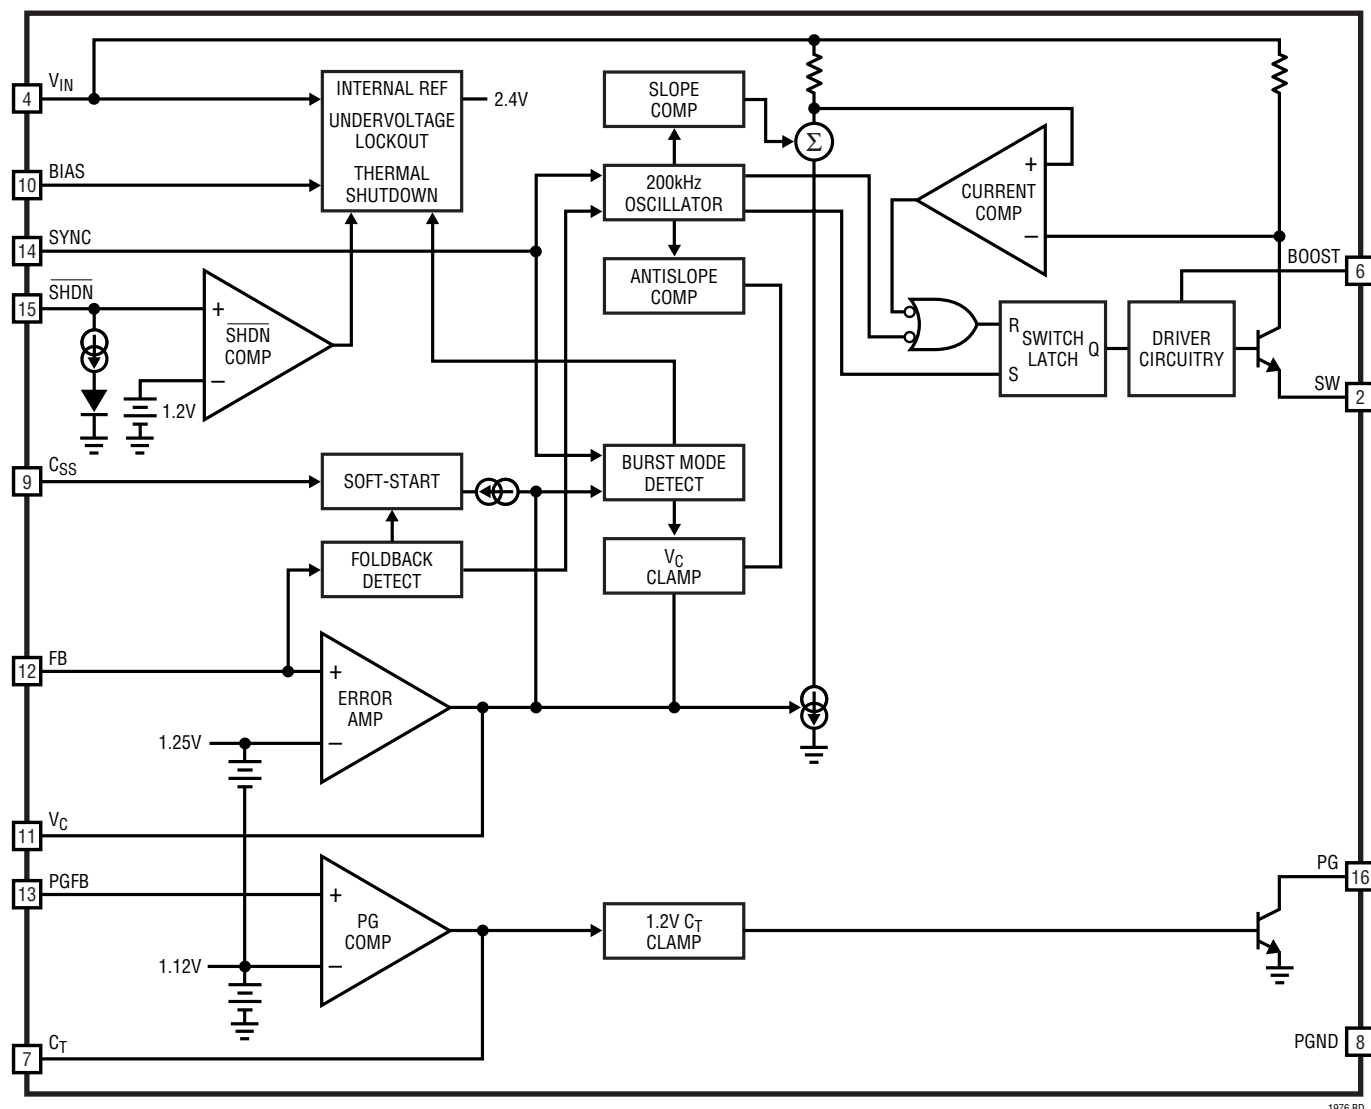 4
VIN
INTERNAL REF
UNDERVOLTAGE
LOCKOUT
THERMAL
SHUTDOWN
2.4V
10
BIAS
14
SYNC
15
SHDN
+
−
SHDN
COMP
1.2V
SLOPE
COMP
Σ
200kHz
OSCILLATOR
ANTISLOPE
COMP
+
−
CURRENT
COMP
R
S
SWITCH
LATCH
Q
DRIVER
CIRCUITRY
BOOST
6
SW
2
9
CSS
SOFT-START
BURST MODE
DETECT
FOLDBACK
DETECT
VC
CLAMP
12
FB
+
−
ERROR
AMP
1.25V
11
VC
13
PGFB
+
−
PG
COMP
1.12V
1.2V CT
CLAMP
PG
16
7
CT
PGND
8
1976 BD